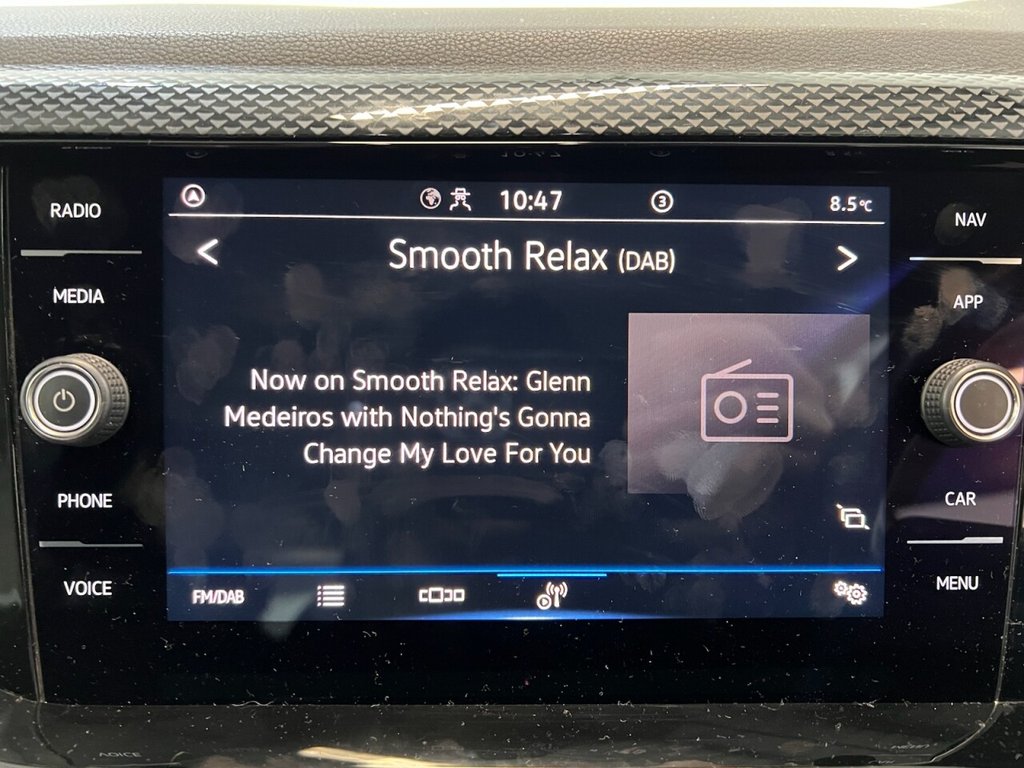 RADIO
MEDIA
PHONE
VOICE
10:47
3
8.5°C
< Smooth Relax (DAB) >
Now on Smooth Relax: Glenn
Medeiros with Nothing's Gonna
Change My Love For You
FM/DAB
NAV
APP
CAR
MENU